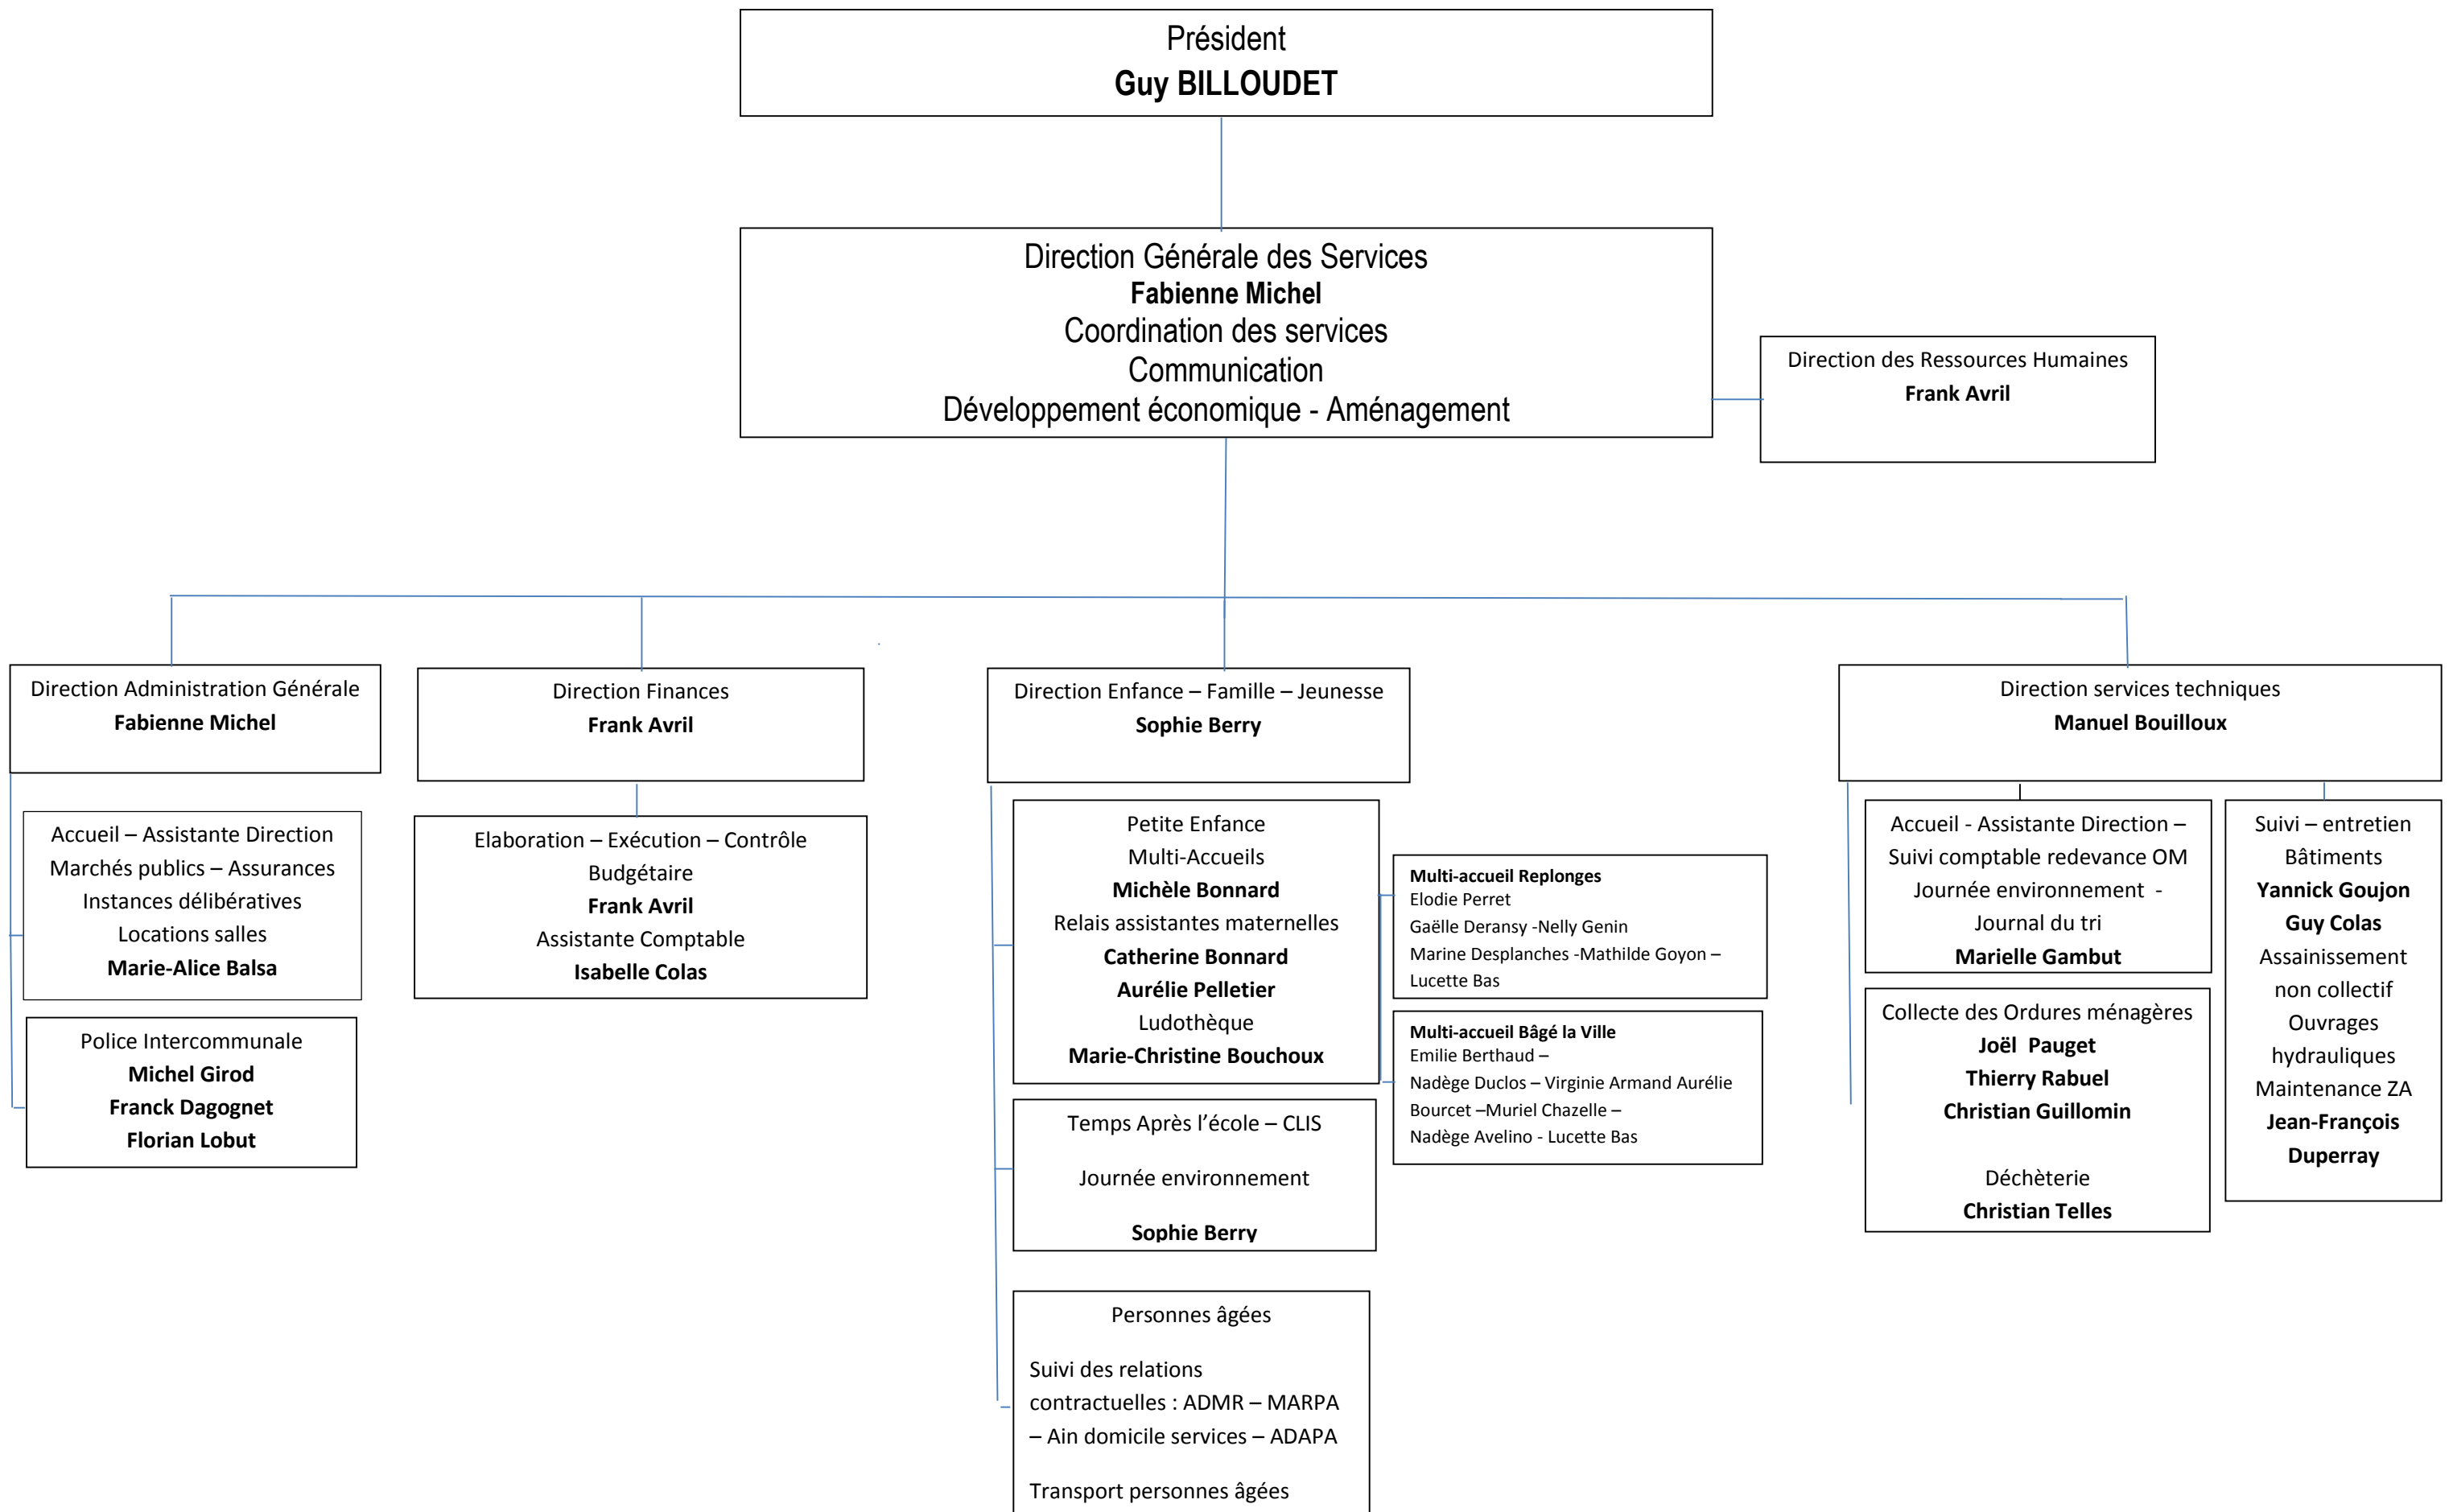 Président
Guy BILLOUDET
Direction Générale des Services
Fabienne Michel
Coordination des services
Communication
Développement économique - Aménagement
Direction des Ressources Humaines
Frank Avril
Direction Administration Générale
Fabienne Michel
Accueil – Assistante Direction
Marchés publics – Assurances
Instances délibératives
Locations salles
Marie-Alice Balsa
Police Intercommunale
Michel Girod
Franck Dagognet
Florian Lobut
Direction Finances
Frank Avril
Elaboration – Exécution – Contrôle
Budgétaire
Frank Avril
Assistante Comptable
Isabelle Colas
Direction Enfance – Famille – Jeunesse
Sophie Berry
Petite Enfance
Multi-Accueils
Michèle Bonnard
Relais assistantes maternelles
Catherine Bonnard
Aurélie Pelletier
Ludothèque
Marie-Christine Bouchoux
Multi-accueil Replonges
Elodie Perret
Gaëlle Deransy -Nelly Genin
Marine Desplanches -Mathilde Goyon –
Lucette Bas
Multi-accueil Bâgé la Ville
Emilie Berthaud –
Nadège Duclos – Virginie Armand Aurélie
Bourcet –Muriel Chazelle –
Nadège Avelino - Lucette Bas
Temps Après l’école – CLIS
Journée environnement
Sophie Berry
Personnes âgées
Suivi des relations
contractuelles : ADMR – MARPA
– Ain domicile services – ADAPA
Transport personnes âgées
Direction services techniques
Manuel Bouilloux
Accueil - Assistante Direction –
Suivi comptable redevance OM
Journée environnement -
Journal du tri
Marielle Gambut
Collecte des Ordures ménagères
Joël Pauget
Thierry Rabuel
Christian Guillomin
Déchèterie
Christian Telles
Suivi – entretien
Bâtiments
Yannick Goujon
Guy Colas
Assainissement
non collectif
Ouvrages
hydrauliques
Maintenance ZA
Jean-François
Duperray